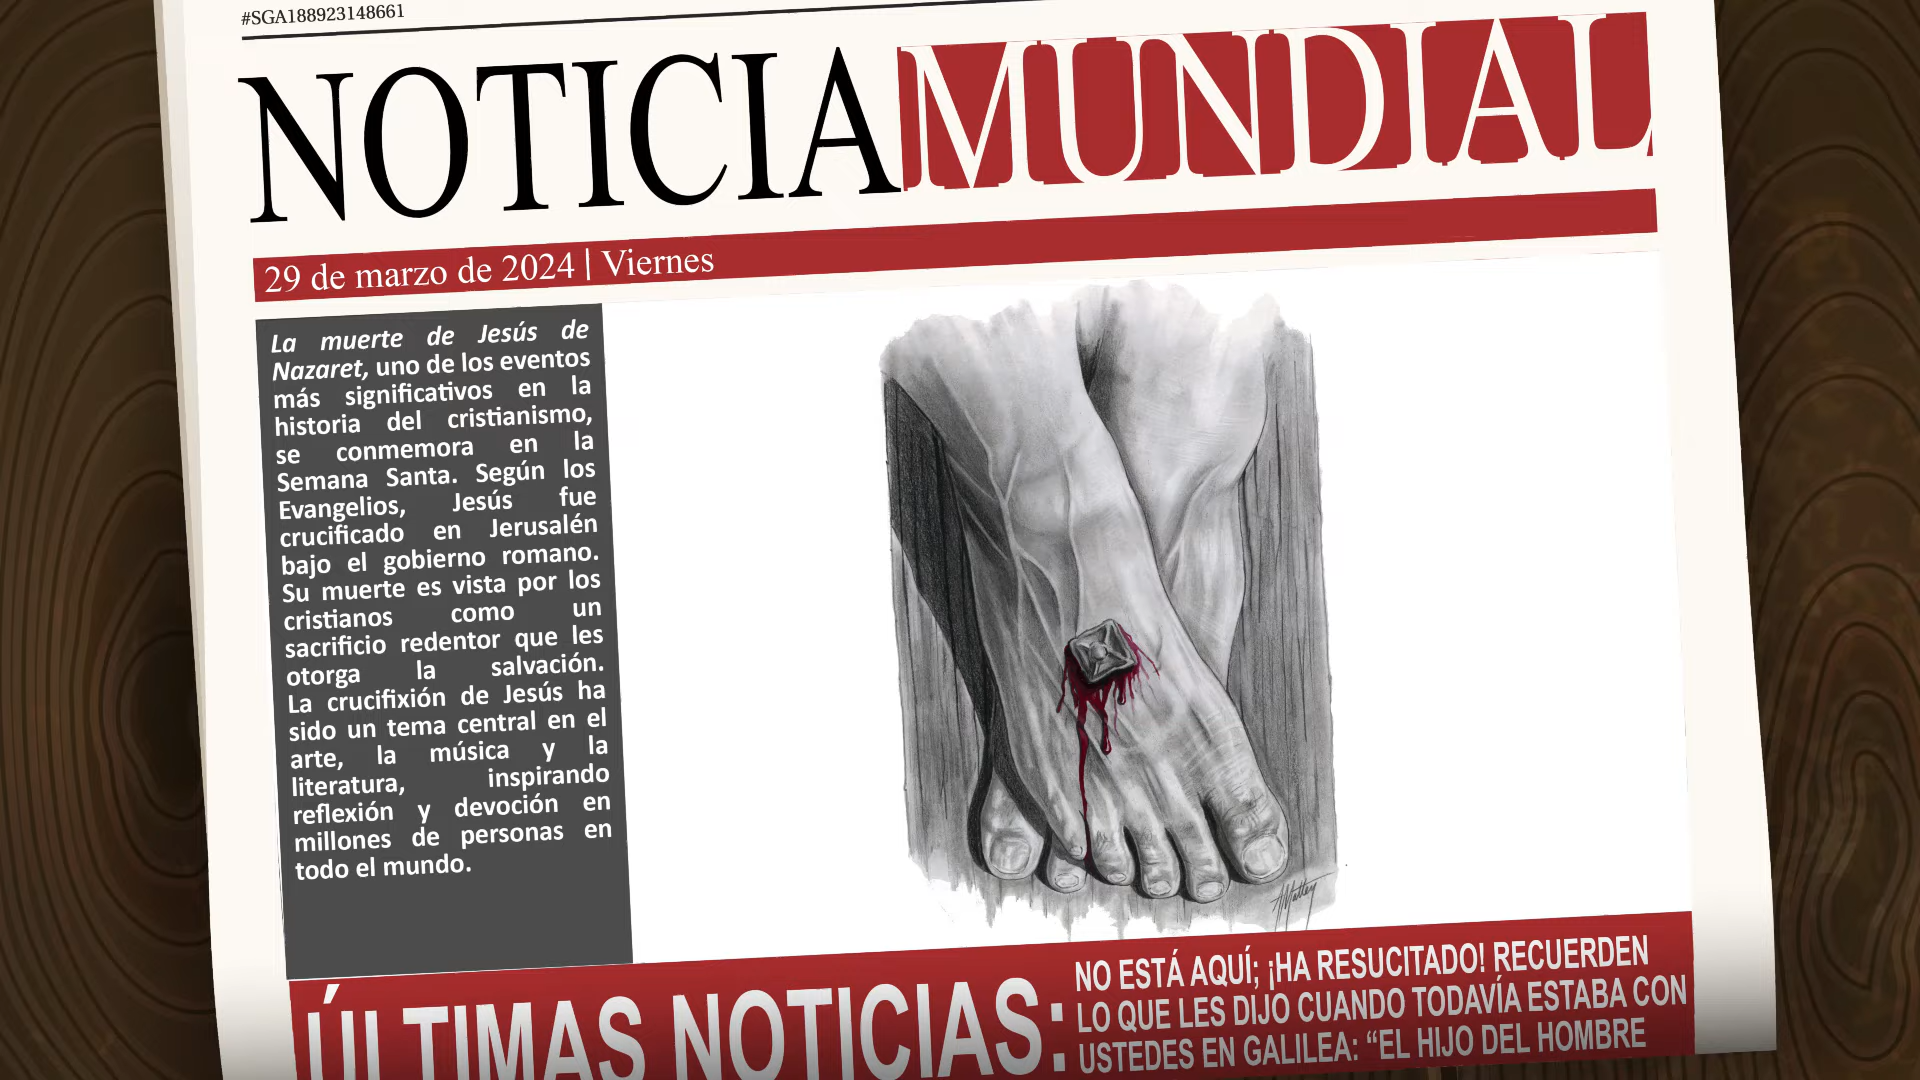 #SGA188923148661
NOTICIAMUNDIAL
29 de marzo de 2024 | Viernes
La muerte de Jesús de
Nazaret, uno de los eventos
más significativos en la
historia del cristianismo,
se conmemora en la
Semana Santa. Según los
Evangelios, Jesús fue
crucificado en Jerusalén
bajo el gobierno romano.
Su muerte es vista por los
cristianos como un
sacrificio redentor que les
otorga la salvación.
La crucifixión de Jesús ha
sido un tema central en el
arte, la música y la
literatura, inspirando
reflexión y devoción en
millones de personas en
todo el mundo.
ÚLTIMAS NOTICIAS:
NO ESTÁ AQUÍ; ¡HA RESUCITADO! RECUERDEN
LO QUE LES DIJO CUANDO TODAVÍA ESTABA CON
USTEDES EN GALILEA: “EL HIJO DEL HOMBRE